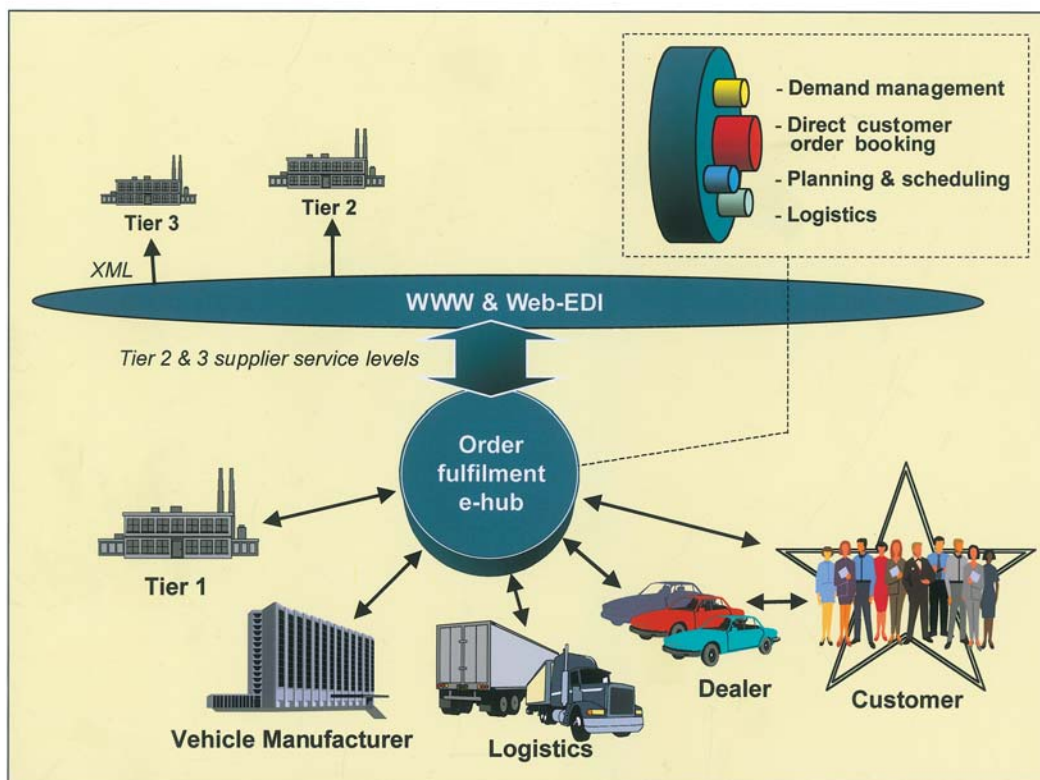 - Demand management
- Direct customer
order booking
- Planning & scheduling
- Logistics
Tier 3
Tier 2
XML
WWW & Web-EDI
Tier 2 & 3 supplier service levels
Order
fulfilment
e-hub
Tier 1
Vehicle Manufacturer
Logistics
Dealer
Customer